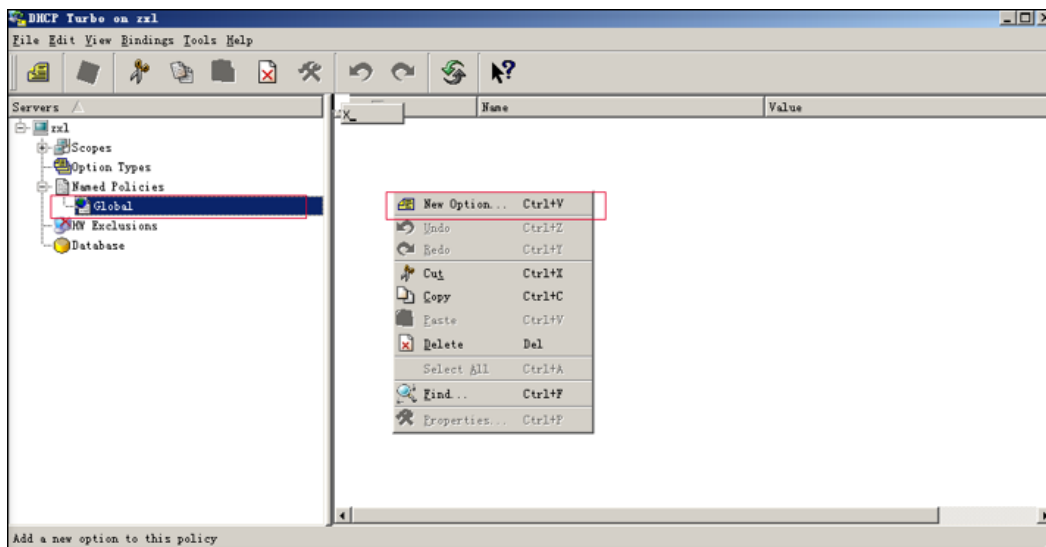 DHCP Turbo on zxl
File Edit View Bindings Tools Help
Servers
Name
Value
zxl
Scopes
Option Types
Named Policies
Global
HW Exclusions
Database
New Option... Ctrl+V
Undo Ctrl+Z
Redo Ctrl+Y
Cut Ctrl+X
Copy Ctrl+C
Paste Ctrl+V
Delete Del
Select All Ctrl+A
Find... Ctrl+F
Properties... Ctrl+P
Add a new option to this policy